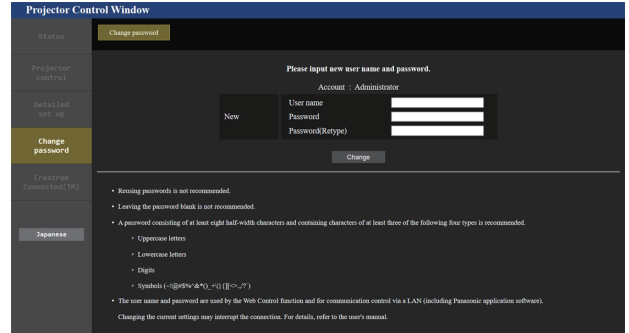 Projector Control Window
Status
Change password
Projector
control
Please input new user name and password.
Account : Administrator
Detailed
set up
User name
New
Password
Password(Retype)
Change
password
Change
Crestron
Connected(TM)
• Reusing passwords is not recommended.
• Leaving the password blank is not recommended.
• A password consisting of at least eight half-width characters and containing characters of at least three of the following four types is recommended.
Japanese
• Uppercase letters
• Lowercase letters
• Digits
• Symbols
• The user name and password are used by the Web Control function and for communication control via a LAN (including Panasonic application software).
Changing the current settings may interrupt the connection. For details, refer to the user's manual.